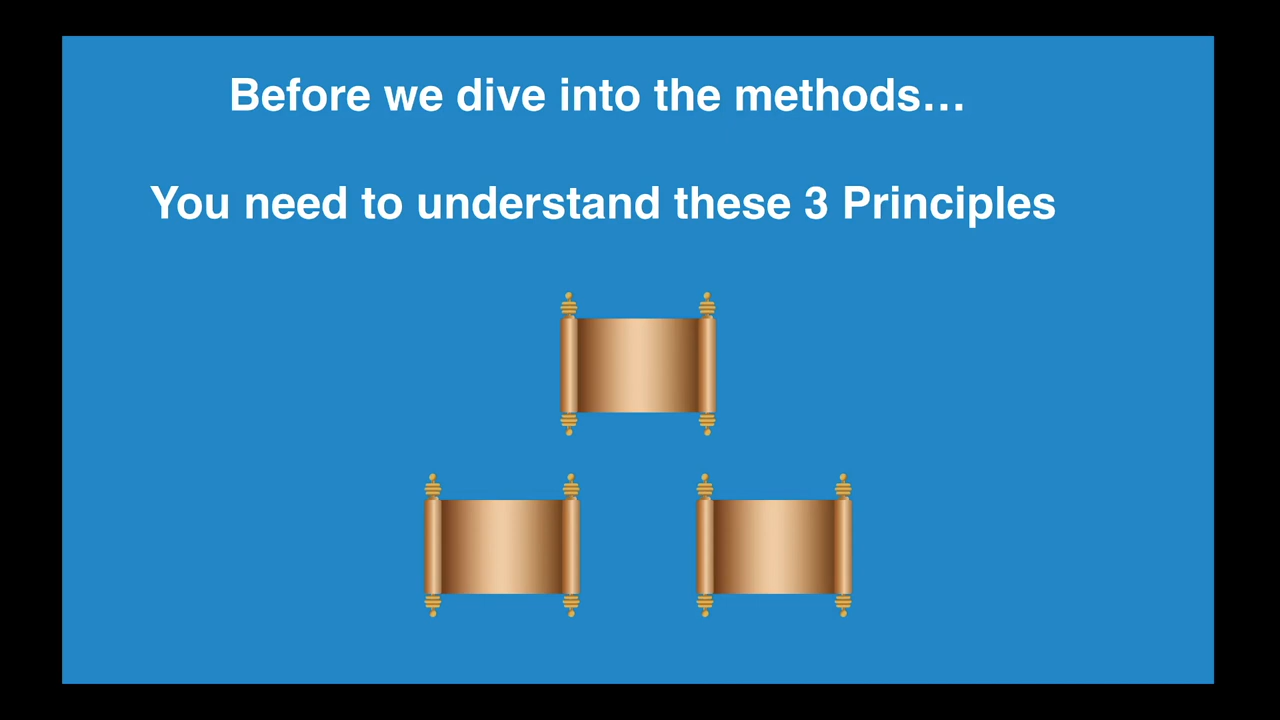 Before we dive into the methods…
You need to understand these 3 Principles